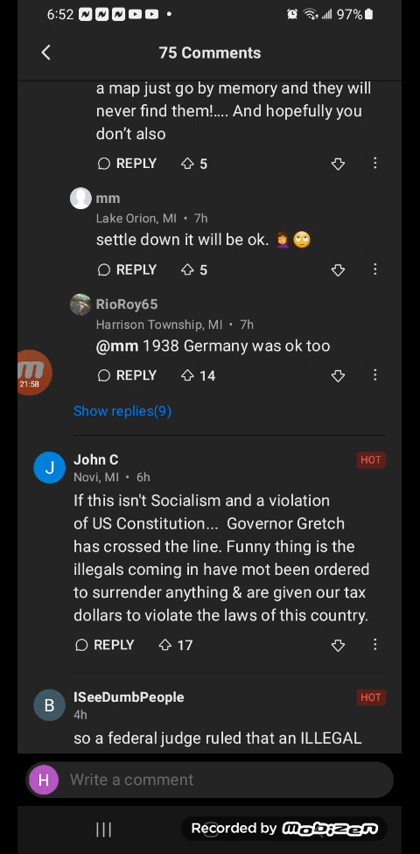 6:52
97%
75 Comments
a map just go by memory and they will
never find them!.... And hopefully you
don't also
REPLY 5
mm
Lake Orion, MI • 7h
settle down it will be ok. 🤦‍♀️🙄
REPLY 5
RioRoy65
Harrison Township, MI • 7h
@mm 1938 Germany was ok too
REPLY 14
m
21:58
Show replies(9)
J
John C
HOT
Novi, MI • 6h
If this isn't Socialism and a violation
of US Constitution... Governor Gretch
has crossed the line. Funny thing is the
illegals coming in have mot been ordered
to surrender anything & are given our tax
dollars to violate the laws of this country.
REPLY 17
B
ISeeDumbPeople
HOT
4h
so a federal judge ruled that an ILLEGAL
H
Write a comment
Recorded by mobizen